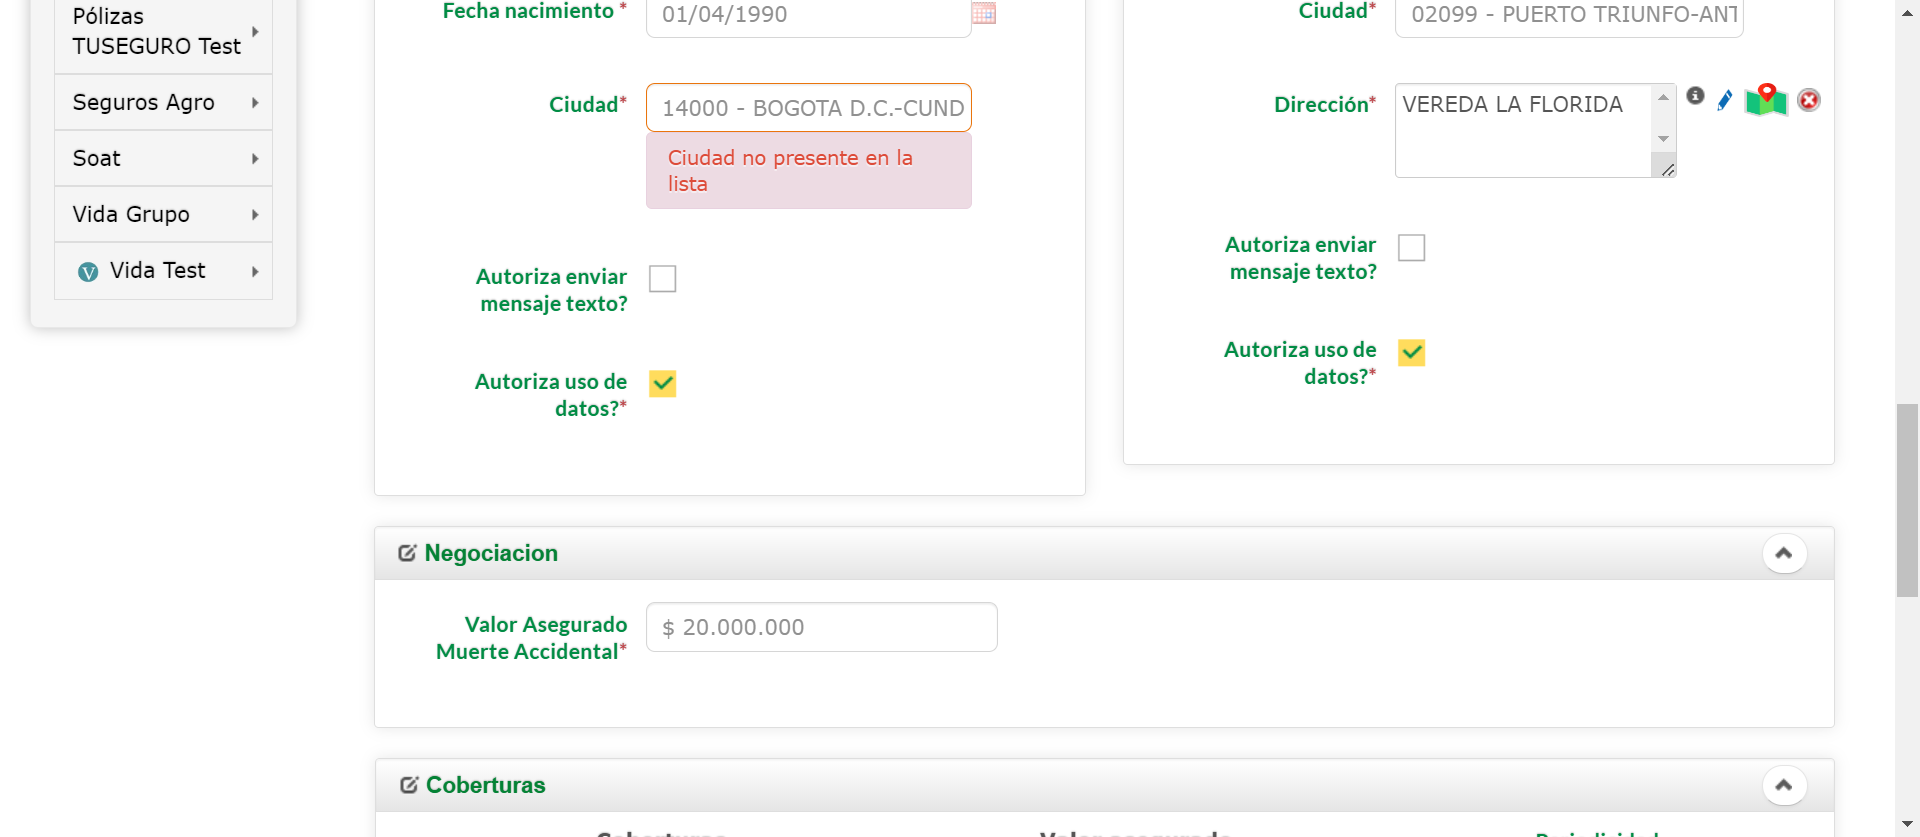 Pólizas
TUSEGURO Test
Seguros Agro
Soat
Vida Grupo
V Vida Test
Fecha nacimiento *
01/04/1990
Ciudad*
14000 - BOGOTA D.C.-CUND
Ciudad no presente en la
lista
Autoriza enviar
mensaje texto?
Autoriza uso de
datos?*
Ciudad*
02099 - PUERTO TRIUNFO-ANT
Dirección*
VEREDA LA FLORIDA
Autoriza enviar
mensaje texto?
Autoriza uso de
datos?*
Negociacion
Valor Asegurado
Muerte Accidental*
$ 20.000.000
Coberturas
Coberturas
Valor asegurado